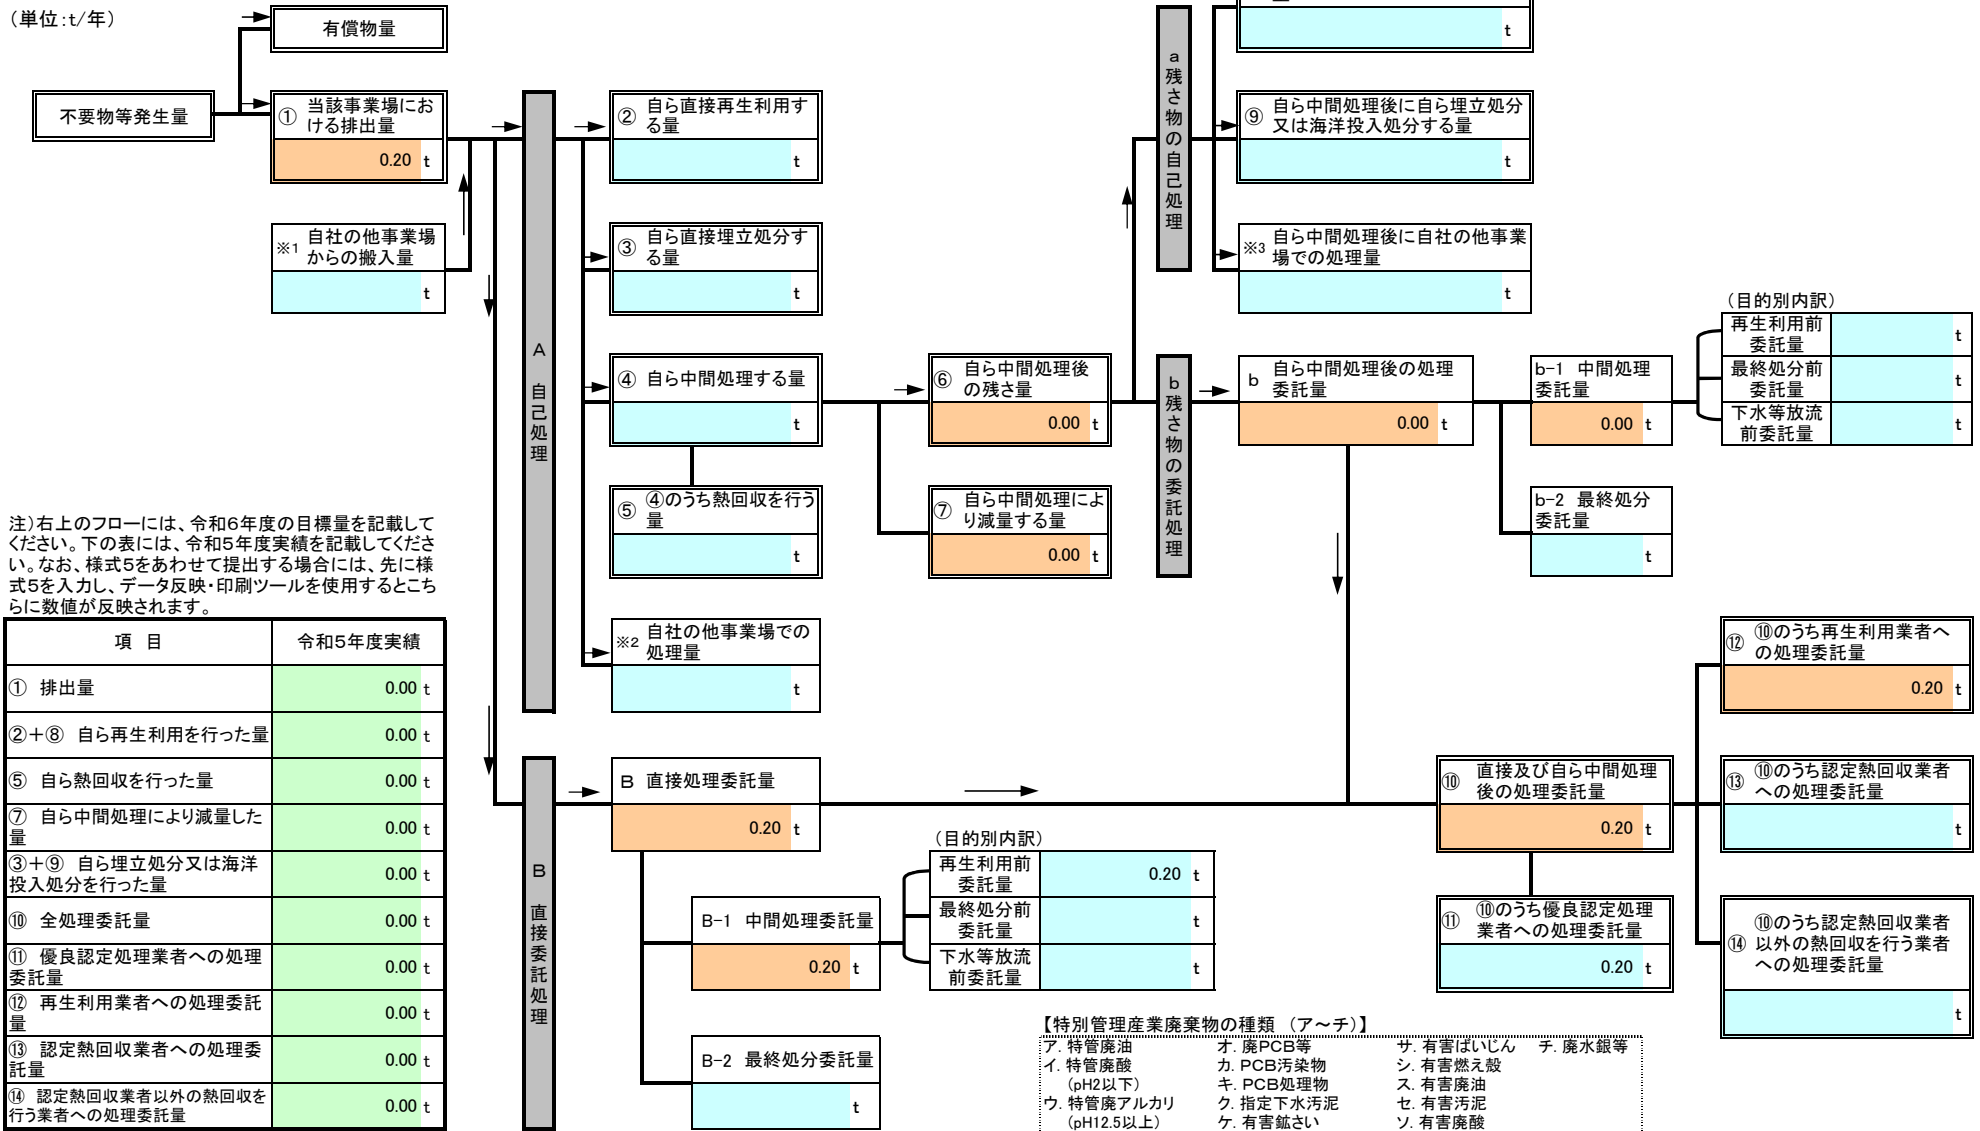 （単位：t/年）
有償物量
不要物等発生量
① 当該事業場にお
ける排出量
0.20 t
※1 自社の他事業場
からの搬入量
t
A 自己処理
② 自ら直接再生利用す
る量
t
③ 自ら直接埋立処分す
る量
t
④ 自ら中間処理する量
t
⑤ ④のうち熱回収を行う
量
t
※2 自社の他事業場での
処理量
t
⑥ 自ら中間処理後
の残さ量
0.00 t
⑦ 自ら中間処理によ
り減量する量
0.00 t
a 残さ物の自己処理
t
⑨ 自ら中間処理後に自ら埋立処分
又は海洋投入処分する量
t
※3 自ら中間処理後に自社の他事業
場での処理量
t
b 残さ物の委託処理
b 自ら中間処理後の処理
委託量
0.00 t
b-1 中間処理
委託量
0.00 t
（目的別内訳）
再生利用前
委託量
t
最終処分前
委託量
t
下水等放流
前委託量
t
b-2 最終処分
委託量
t
注）右上のフローには、令和６年度の目標量を記載して
ください。下の表には、令和５年度実績を記載してくださ
い。なお、様式５をあわせて提出する場合には、先に様
式５を入力し、データ反映・印刷ツールを使用するとこち
らに数値が反映されます。
項 目 令和５年度実績
① 排出量 0.00 t
②＋⑧ 自ら再生利用を行った量 0.00 t
⑤ 自ら熱回収を行った量 0.00 t
⑦ 自ら中間処理により減量した
量 0.00 t
③＋⑨ 自ら埋立処分又は海洋
投入処分を行った量 0.00 t
⑩ 全処理委託量 0.00 t
⑪ 優良認定処理業者への処理
委託量 0.00 t
⑫ 再生利用業者への処理委託
量 0.00 t
⑬ 認定熱回収業者への処理委
託量 0.00 t
⑭ 認定熱回収業者以外の熱回収を
行う業者への処理委託量 0.00 t
B 直接委託処理
B 直接処理委託量
0.20 t
B-1 中間処理委託量
0.20 t
（目的別内訳）
再生利用前
委託量
0.20 t
最終処分前
委託量
t
下水等放流
前委託量
t
B-2 最終処分委託量
t
⑩ 直接及び自ら中間処理
後の処理委託量
0.20 t
⑪ ⑩のうち優良認定処理
業者への処理委託量
0.20 t
⑫ ⑩のうち再生利用業者へ
の処理委託量
0.20 t
⑬ ⑩のうち認定熱回収業者
への処理委託量
t
⑭ ⑩のうち認定熱回収業者
以外の熱回収を行う業者
への処理委託量
t
【特別管理産業廃棄物の種類 （ア～チ）】
ア. 特管廃油 オ. 廃PCB等 サ. 有害ばいじん チ. 廃水銀等
イ. 特管廃酸 カ. PCB汚染物 シ. 有害燃え殻
（pH2以下） キ. PCB処理物 ス. 有害廃油
ウ. 特管廃アルカリ ク. 指定下水汚泥 セ. 有害汚泥
（pH12.5以上） ケ. 有害鉱さい ソ. 有害廃酸